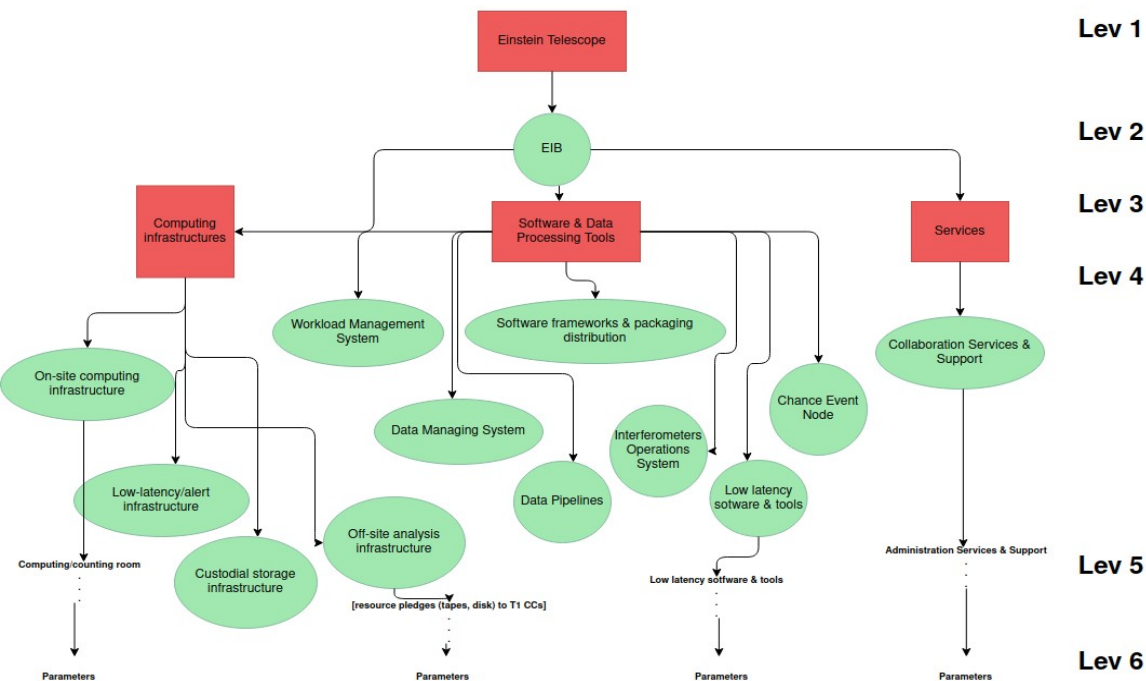 Einstein Telescope
Lev 1
EIB
Lev 2
Computing
infrastructures
Software & Data
Processing Tools
Services
Lev 3
Lev 4
Workload Management
System
Software frameworks & packaging
distribution
Collaboration Services &
Support
On-site computing
infrastructure
Chance Event
Node
Data Managing System
Interferometers
Operations
System
Low-latency/alert
infrastructure
Data Pipelines
Low latency
sotware & tools
Off-site analysis
infrastructure
Custodial storage
infrastructure
Computing/counting room
Administration Services & Support
Lev 5
Low latency sotfware & tools
[resource pledges (tapes, disk) to T1 CCs]
Parameters
Parameters
Parameters
Parameters
Lev 6